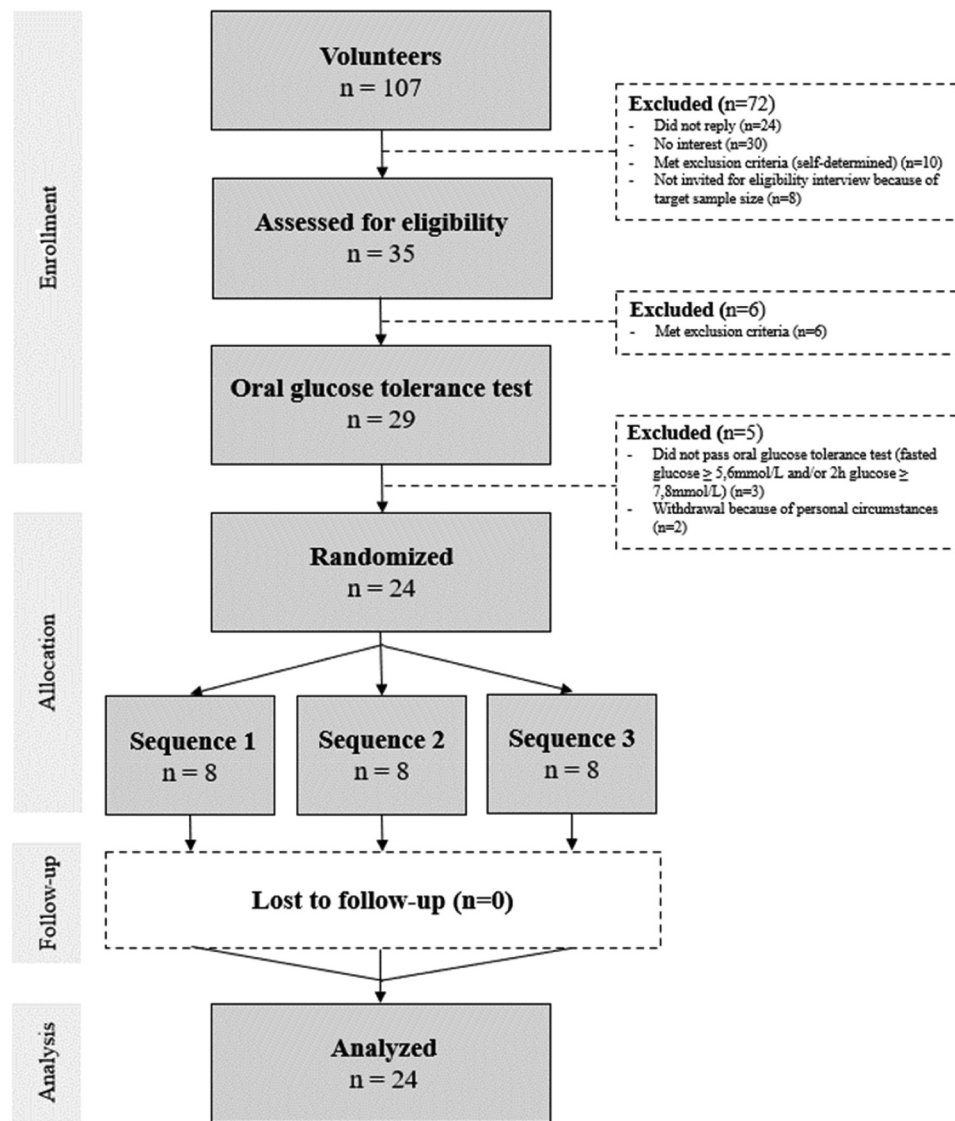 Enrollment
Volunteers
n = 107
Excluded (n=72)
- Did not reply (n=24)
- No interest (n=30)
- Met exclusion criteria (self-determined) (n=10)
- Not invited for eligibility interview because of
target sample size (n=8)
Assessed for eligibility
n = 35
Excluded (n=6)
- Met exclusion criteria (n=6)
Oral glucose tolerance test
n = 29
Excluded (n=5)
- Did not pass oral glucose tolerance test (fasted
glucose ≥ 5,6mmol/L and/or 2h glucose ≥
7,8mmol/L) (n=3)
- Withdrawal because of personal circumstances
(n=2)
Allocation
Randomized
n = 24
Sequence 1
n = 8
Sequence 2
n = 8
Sequence 3
n = 8
Follow-up
Lost to follow-up (n=0)
Analysis
Analyzed
n = 24